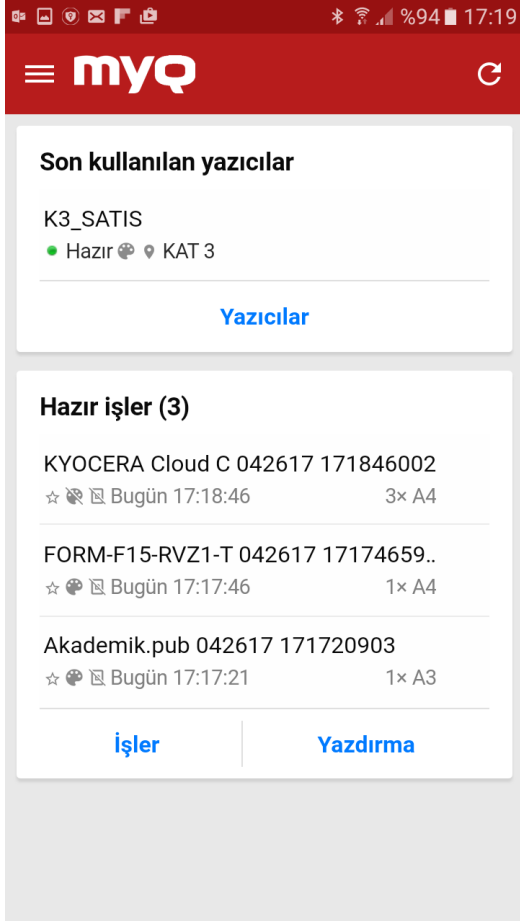 %94 17:19
myQ
Son kullanılan yazıcılar
K3_SATIS
Hazır KAT 3
Yazıcılar
Hazır işler (3)
KYOCERA Cloud C 042617 171846002
Bugün 17:18:46 3× A4
FORM-F15-RVZ1-T 042617 17174659..
Bugün 17:17:46 1× A4
Akademik.pub 042617 171720903
Bugün 17:17:21 1× A3
İşler Yazdırma